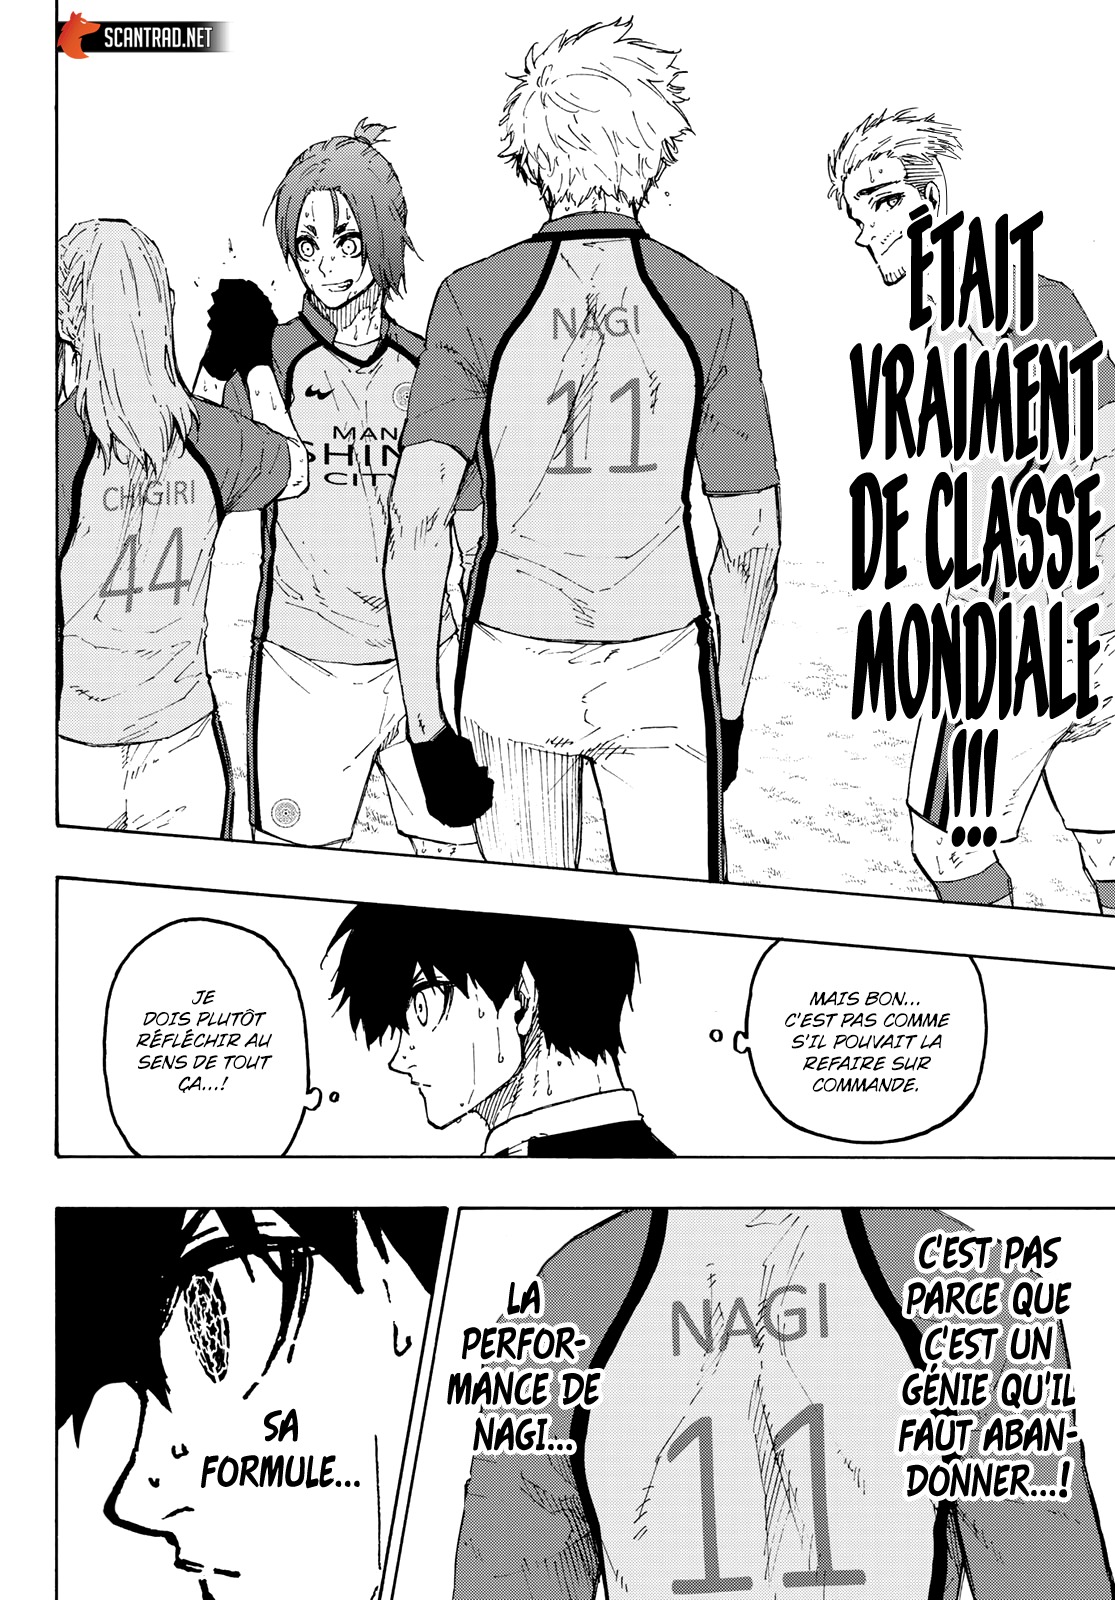 SCANTRAD.NET
ÉTAIT
VRAIMENT
DE CLASSE
MONDIALE
!!!
NAGI
11
MAN
SHIN
CITY
CHIGIRI
44
MAIS BON...
C'EST PAS COMME
S'IL POUVAIT LA
REFAIRE SUR
COMMANDE.
JE
DOIS PLUTÔT
RÉFLÉCHIR AU
SENS DE TOUT
ÇA...!
C'EST PAS
PARCE QUE
C'EST UN
GÉNIE QU'IL
FAUT ABAN-
DONNER...!
NAGI
11
LA
PERFOR-
MANCE DE
NAGI...
SA
FORMULE...